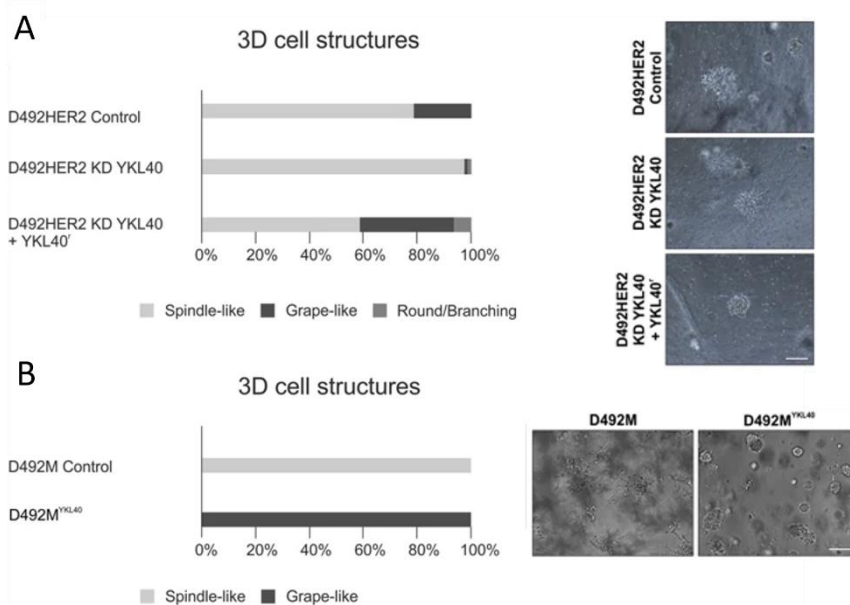 A
3D cell structures
D492HER2 Control
D492HER2 KD YKL40
D492HER2 KD YKL40
+ YKL40ʳ
0% 20% 40% 60% 80% 100%
Spindle-like Grape-like Round/Branching
D492HER2
Control
D492HER2
KD YKL40
D492HER2
KD YKL40
+ YKL40ʳ
B
3D cell structures
D492M Control
D492M^YKL40
0% 20% 40% 60% 80% 100%
Spindle-like Grape-like
D492M D492M^YKL40